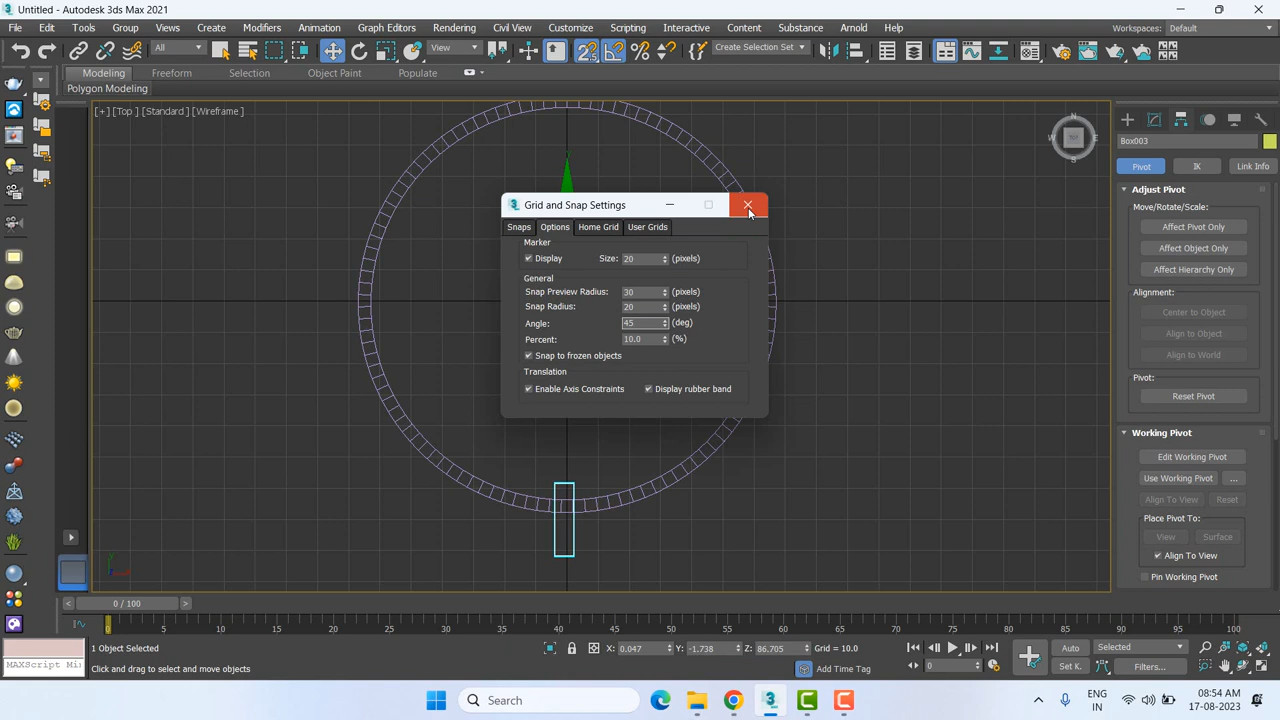 Untitled - Autodesk 3ds Max 2021
File Edit Tools Group Views Create Modifiers Animation Graph Editors Rendering Civil View Customize Scripting Interactive Content Substance Arnold Help
Workspaces: Default
All View Create Selection Set
Modeling Freeform Selection Object Paint Populate
Polygon Modeling
[+] [Top ] [Standard ] [Wireframe ]
N
W E
S
TOP
Box003
Pivot IK Link Info
Adjust Pivot
Move/Rotate/Scale:
Affect Pivot Only
Affect Object Only
Affect Hierarchy Only
Alignment:
Center to Object
Align to Object
Align to World
Pivot:
Reset Pivot
Working Pivot
Edit Working Pivot
Use Working Pivot ...
Align To View Reset
Place Pivot To:
View Surface
Align To View
Pin Working Pivot
Grid and Snap Settings
Snaps Options Home Grid User Grids
Marker
Display Size: 20 (pixels)
General
Snap Preview Radius: 30 (pixels)
Snap Radius: 20 (pixels)
Angle: 45 (deg)
Percent: 10.0 (%)
Snap to frozen objects
Translation
Enable Axis Constraints Display rubber band
< 0 / 100 >
0 5 10 15 20 25 30 35 40 45 50 55 60 65 70 75 80 85 90 95 100
1 Object Selected X: 0.047 Y: -1.738 Z: 86.705 Grid = 10.0
MAXScript Mi
Click and drag to select and move objects
Add Time Tag
0
Auto Selected
Set K. Filters...
Search
ENG
IN
08:54 AM
17-08-2023